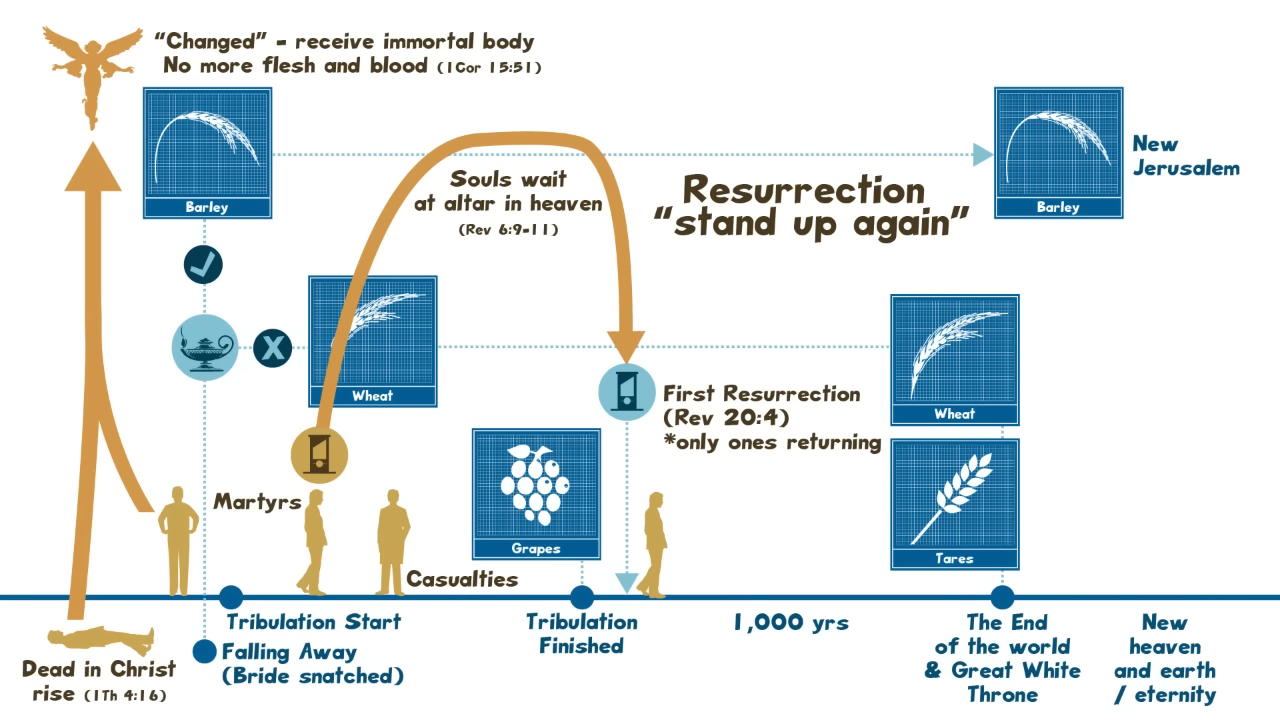 “Changed” - receive immortal body
No more flesh and blood (1Cor 15:51)
Barley
Souls wait
at altar in heaven
(Rev 6:9-11)
Resurrection
“stand up again”
Barley
New
Jerusalem
X
Wheat
First Resurrection
(Rev 20:4)
*only ones returning
Wheat
Martyrs
Grapes
Tares
Casualties
Tribulation Start
Falling Away
(Bride snatched)
Tribulation
Finished
1,000 yrs
The End
of the world
& Great White
Throne
New
heaven
and earth
/ eternity
Dead in Christ
rise (1Th 4:16)